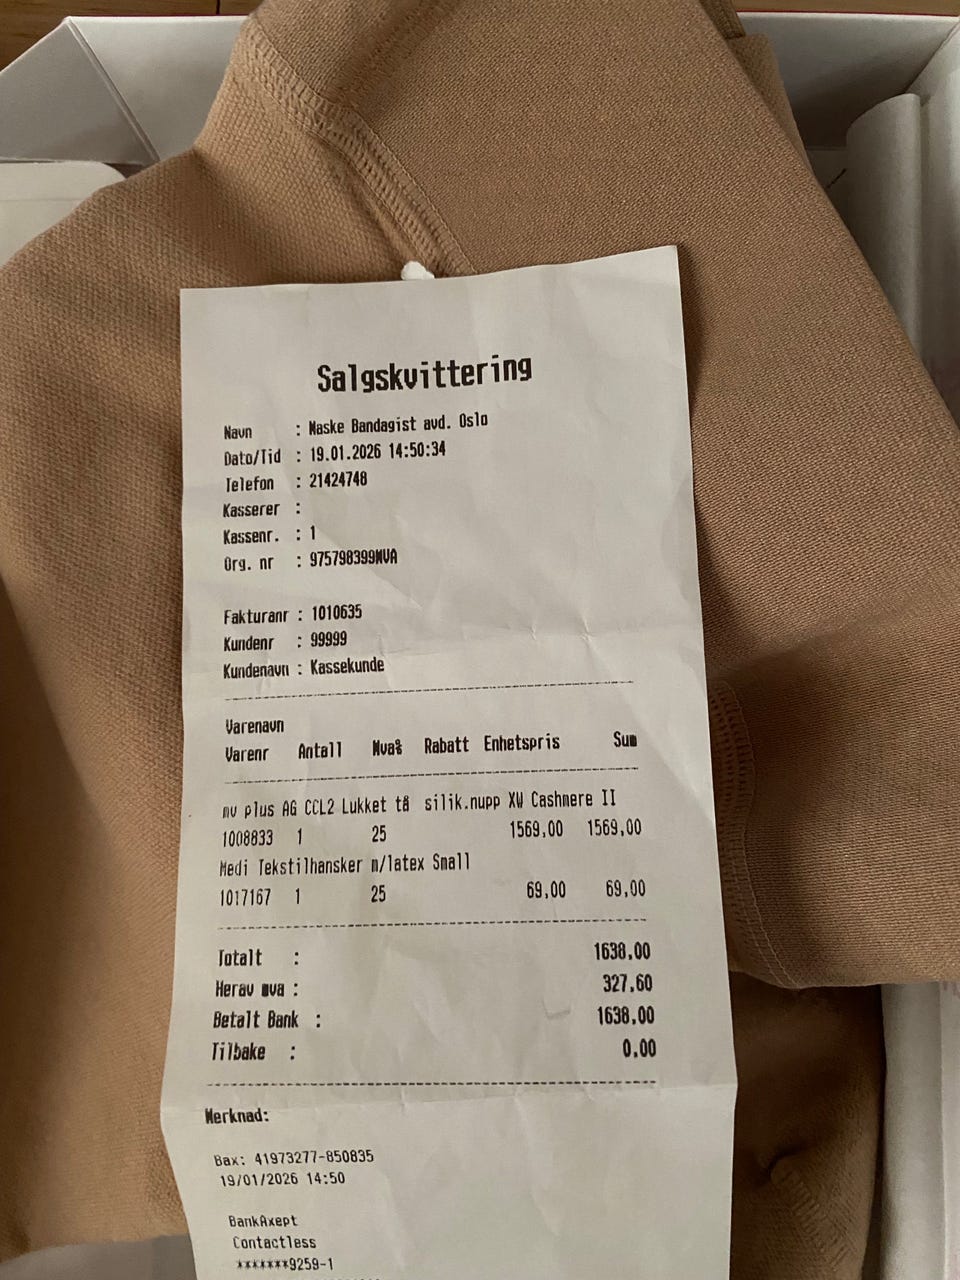 Salgskvittering
Navn : Maske Bandagist avd. Oslo
Dato/Tid : 19.01.2026 14:50:34
Telefon : 21424748
Kasserer :
Kassenr. : 1
Org. nr : 975798399MVA
Fakturanr : 1010635
Kundenr : 99999
Kundenavn : Kassekunde
Varenavn
Varenr Antall Mva% Rabatt Enhetspris Sum
mv plus AG CCL2 Lukket tå silik.nupp XW Cashmere II
1008833 1 25 1569,00 1569,00
Medi Tekstilhansker m/latex Small
1017167 1 25 69,00 69,00
Totalt : 1638,00
Herav mva : 327,60
Betalt Bank : 1638,00
Tilbake : 0.00
Merknad:
Bax: 41973277-850835
19/01/2026 14:50
BankAxept
Contactless
*******9259-1